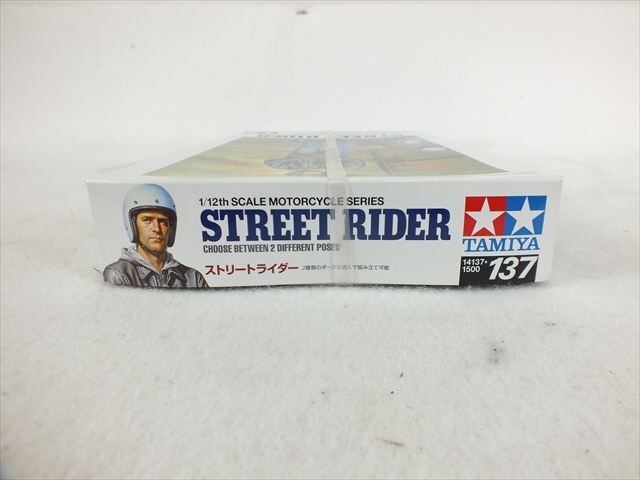 1/12th SCALE MOTORCYCLE SERIES
STREET RIDER
CHOOSE BETWEEN 2 DIFFERENT POSES
ストリートライダー 2種類のポーズを選んで組み立て可能
TAMIYA
14137*
1500
137